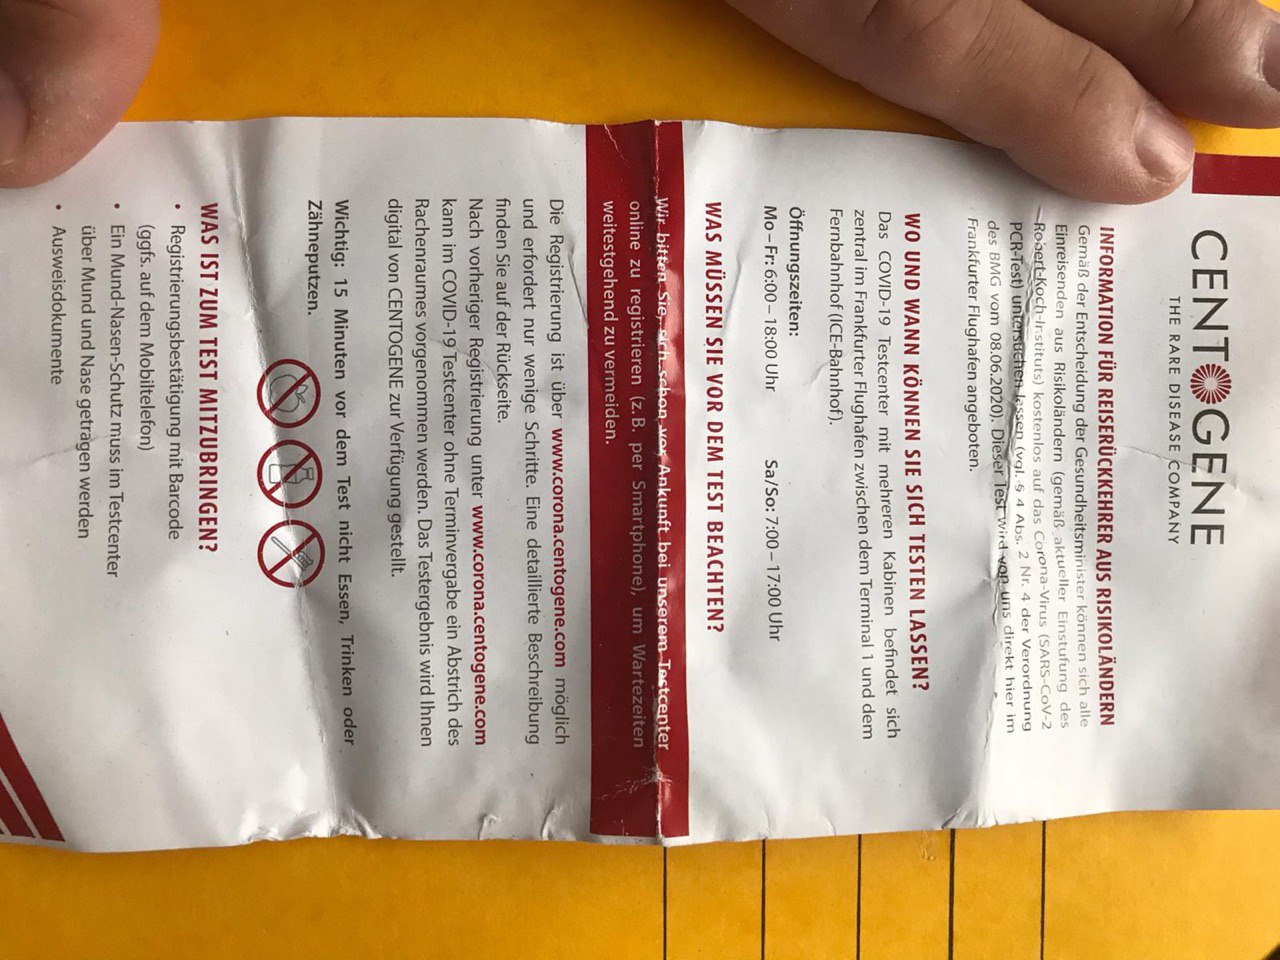 CENTOGENE
THE RARE DISEASE COMPANY
INFORMATION FÜR REISERÜCKKEHRER AUS RISIKOLÄNDERN
Gemäß der Entscheidung der Gesundheitsminister können sich alle
Einreisenden aus Risikoländern (gemäß aktueller Einstufung des
Robert-Koch-Instituts) kostenlos auf das Corona-Virus (SARS-CoV-2
PCR-Test) untersuchen lassen (vgl. § 4 Abs. 2 Nr. 4 der Verordnung
des BMG vom 08.06.2020). Dieser Test wird von uns direkt hier im
Frankfurter Flughafen angeboten.
WO UND WANN KÖNNEN SIE SICH TESTEN LASSEN?
Das COVID-19 Testcenter mit mehreren Kabinen befindet sich
zentral im Frankfurter Flughafen zwischen dem Terminal 1 und dem
Fernbahnhof (ICE-Bahnhof).
Öffnungszeiten:
Mo – Fr: 6:00 – 18:00 Uhr Sa/So: 7:00 – 17:00 Uhr
WAS MÜSSEN SIE VOR DEM TEST BEACHTEN?
Wir bitten Sie, sich schon vor Ankunft bei unserem Testcenter
online zu registrieren (z. B. per Smartphone), um Wartezeiten
weitestgehend zu vermeiden.
Die Registrierung ist über www.corona.centogene.com möglich
und erfordert nur wenige Schritte. Eine detaillierte Beschreibung
finden Sie auf der Rückseite.
Nach vorheriger Registrierung unter www.corona.centogene.com
kann im COVID-19 Testcenter ohne Terminvergabe ein Abstrich des
Rachenraumes vorgenommen werden. Das Testergebnis wird Ihnen
digital von CENTOGENE zur Verfügung gestellt.
Wichtig: 15 Minuten vor dem Test nicht Essen, Trinken oder
Zähneputzen.
WAS IST ZUM TEST MITZUBRINGEN?
• Registrierungsbestätigung mit Barcode
(ggfs. auf dem Mobiltelefon)
• Ein Mund-Nasen-Schutz muss im Testcenter
über Mund und Nase getragen werden
• Ausweisdokumente